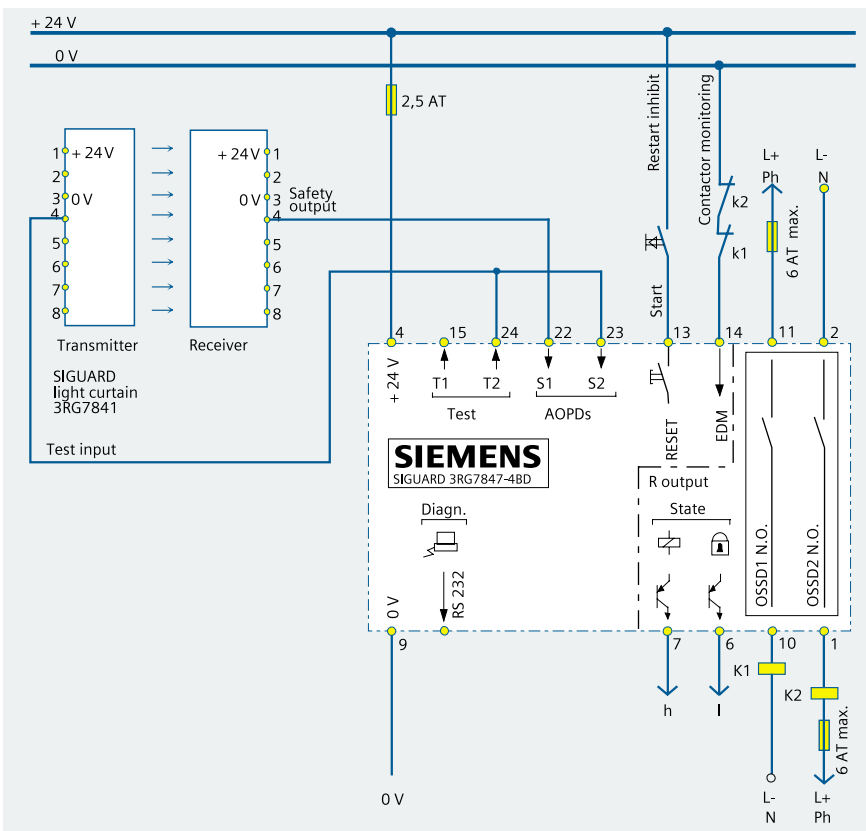 + 24 V
0 V
2,5 AT
Restart inhibit
Contactor monitoring
L+
Ph
L-
N
k2
k1
6 AT max.
1 + 24 V
2
3 0 V
4
5
6
7
8
Transmitter
+ 24 V 1
2
0 V 3
4
5
6
7
8
Receiver
Safety
output
SIGUARD
light curtain
3RG7841
Test input
Start
4
15
24
22
23
13
14
11
2
+ 24 V
T1
T2
Test
S1
S2
AOPDs
RESET
EDM
SIEMENS
SIGUARD 3RG7847-4BD
R output
State
Diagn.
RS 232
0 V
OSSD1 N.O.
OSSD2 N.O.
9
7
6
10
1
K1
K2
h
l
6 AT max.
0 V
L-
N
L+
Ph